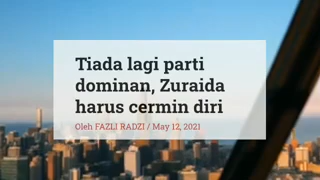 Tiada lagi parti
dominan, Zuraida
harus cermin diri
Oleh FAZLI RADZI / May 12, 2021